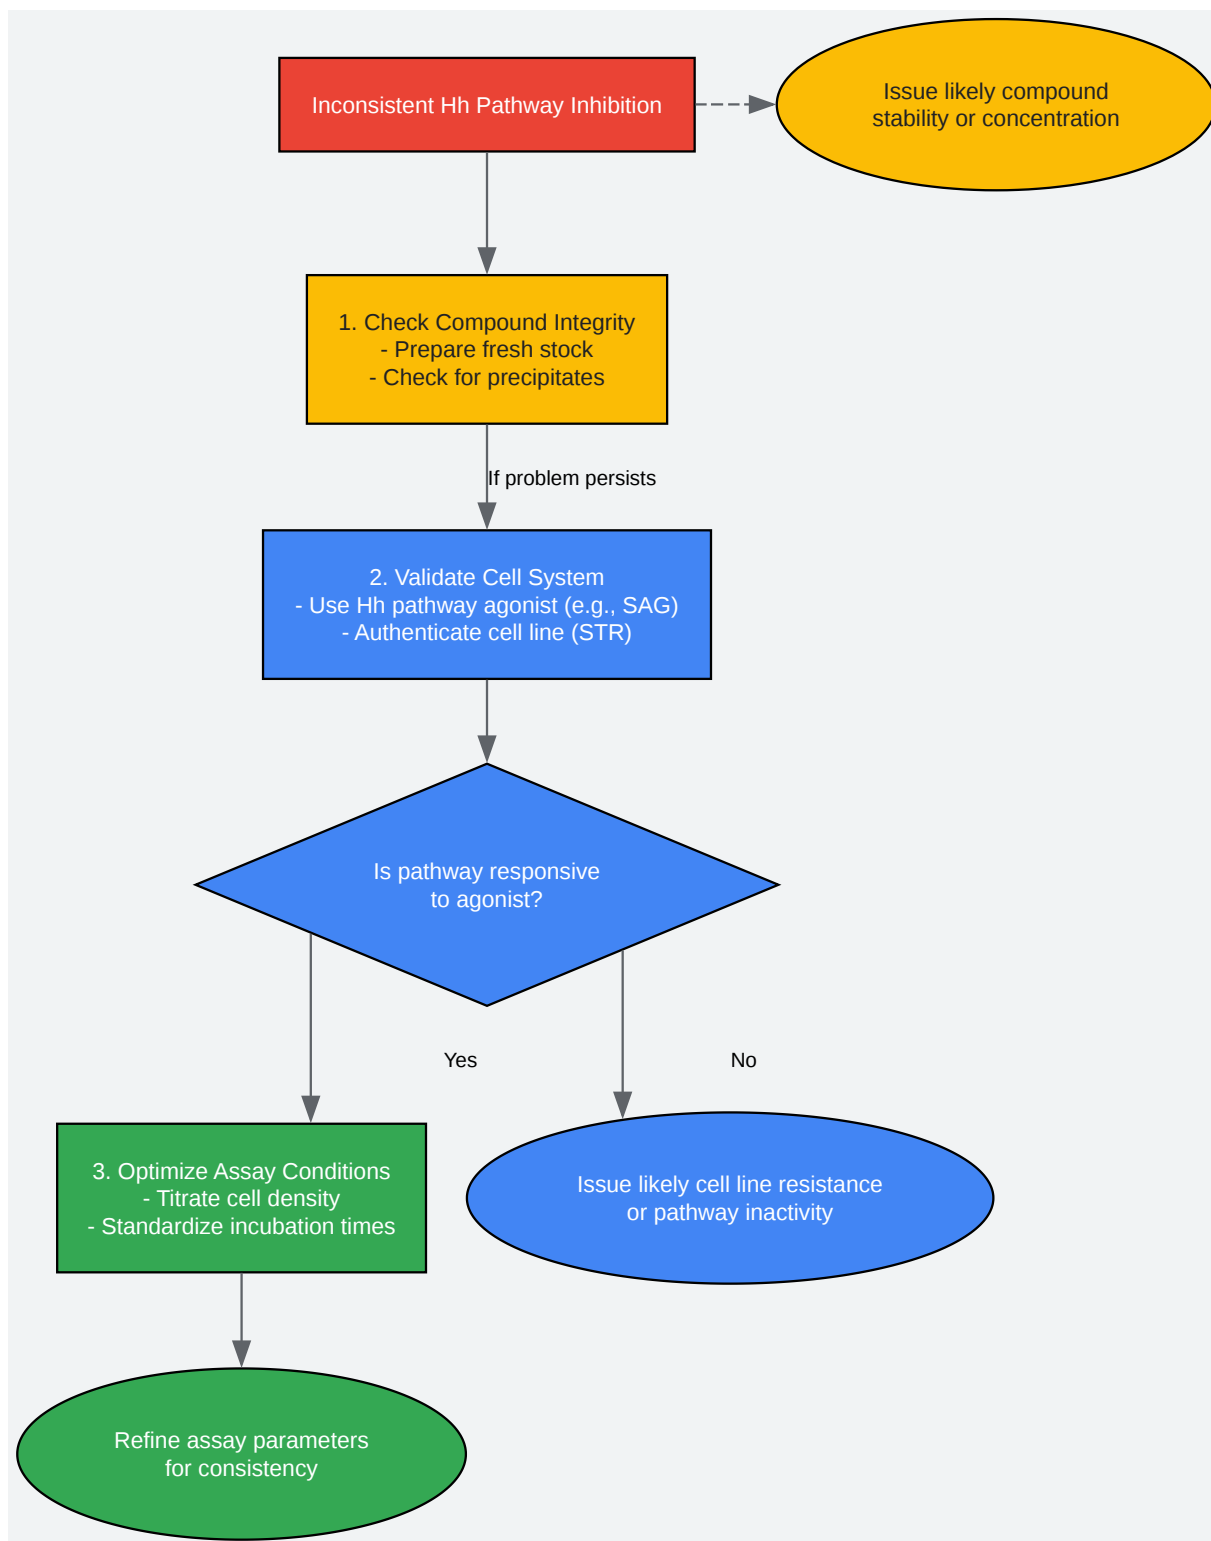 Inconsistent Hh Pathway Inhibition
Issue likely compound
stability or concentration
1. Check Compound Integrity
- Prepare fresh stock
- Check for precipitates
If problem persists
2. Validate Cell System
- Use Hh pathway agonist (e.g., SAG)
- Authenticate cell line (STR)
Is pathway responsive
to agonist?
Yes
No
3. Optimize Assay Conditions
- Titrate cell density
- Standardize incubation times
Issue likely cell line resistance
or pathway inactivity
Refine assay parameters
for consistency